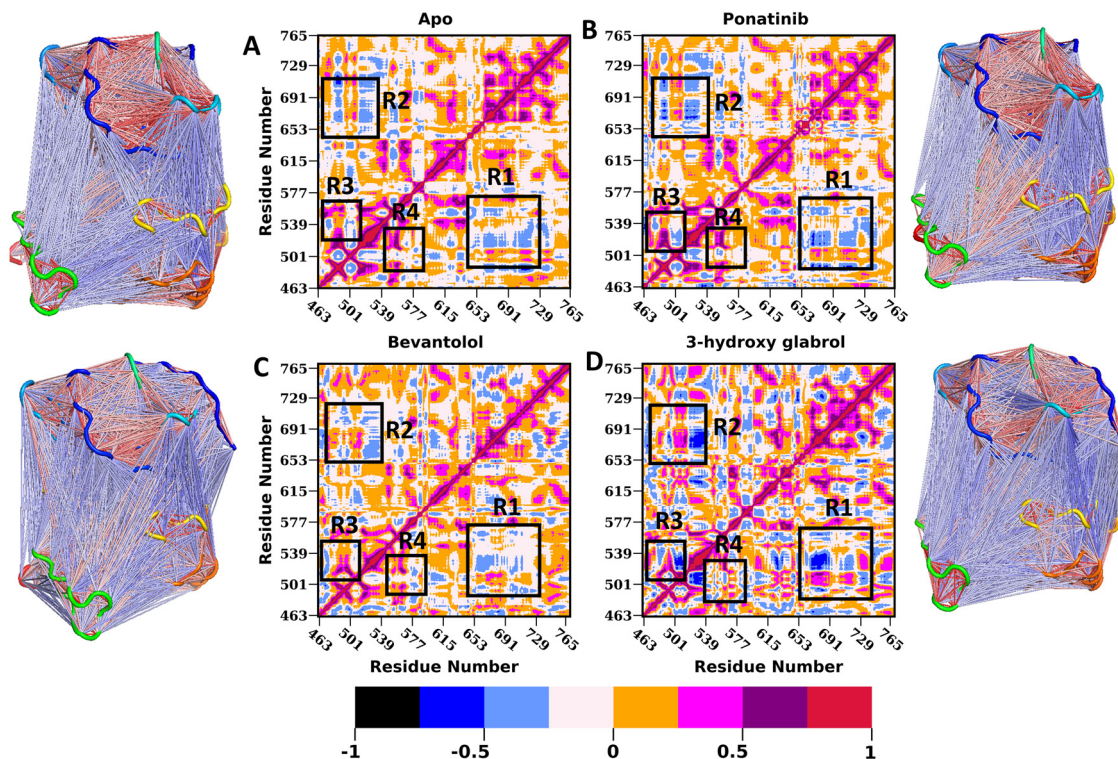 Apo
Ponatinib
A
B
Residue Number
765
729
691
653
615
577
539
501
463
R2
R3
R4
R1
463
501
539
577
615
653
691
729
765
765
729
691
653
615
577
539
501
463
R2
R3
R4
R1
463
501
539
577
615
653
691
729
765
Bevantolol
3-hydroxy glabrol
C
D
Residue Number
765
729
691
653
615
577
539
501
463
R2
R3
R4
R1
463
501
539
577
615
653
691
729
765
765
729
691
653
615
577
539
501
463
R2
R3
R4
R1
463
501
539
577
615
653
691
729
765
Residue Number
Residue Number
-1
-0.5
0
0.5
1